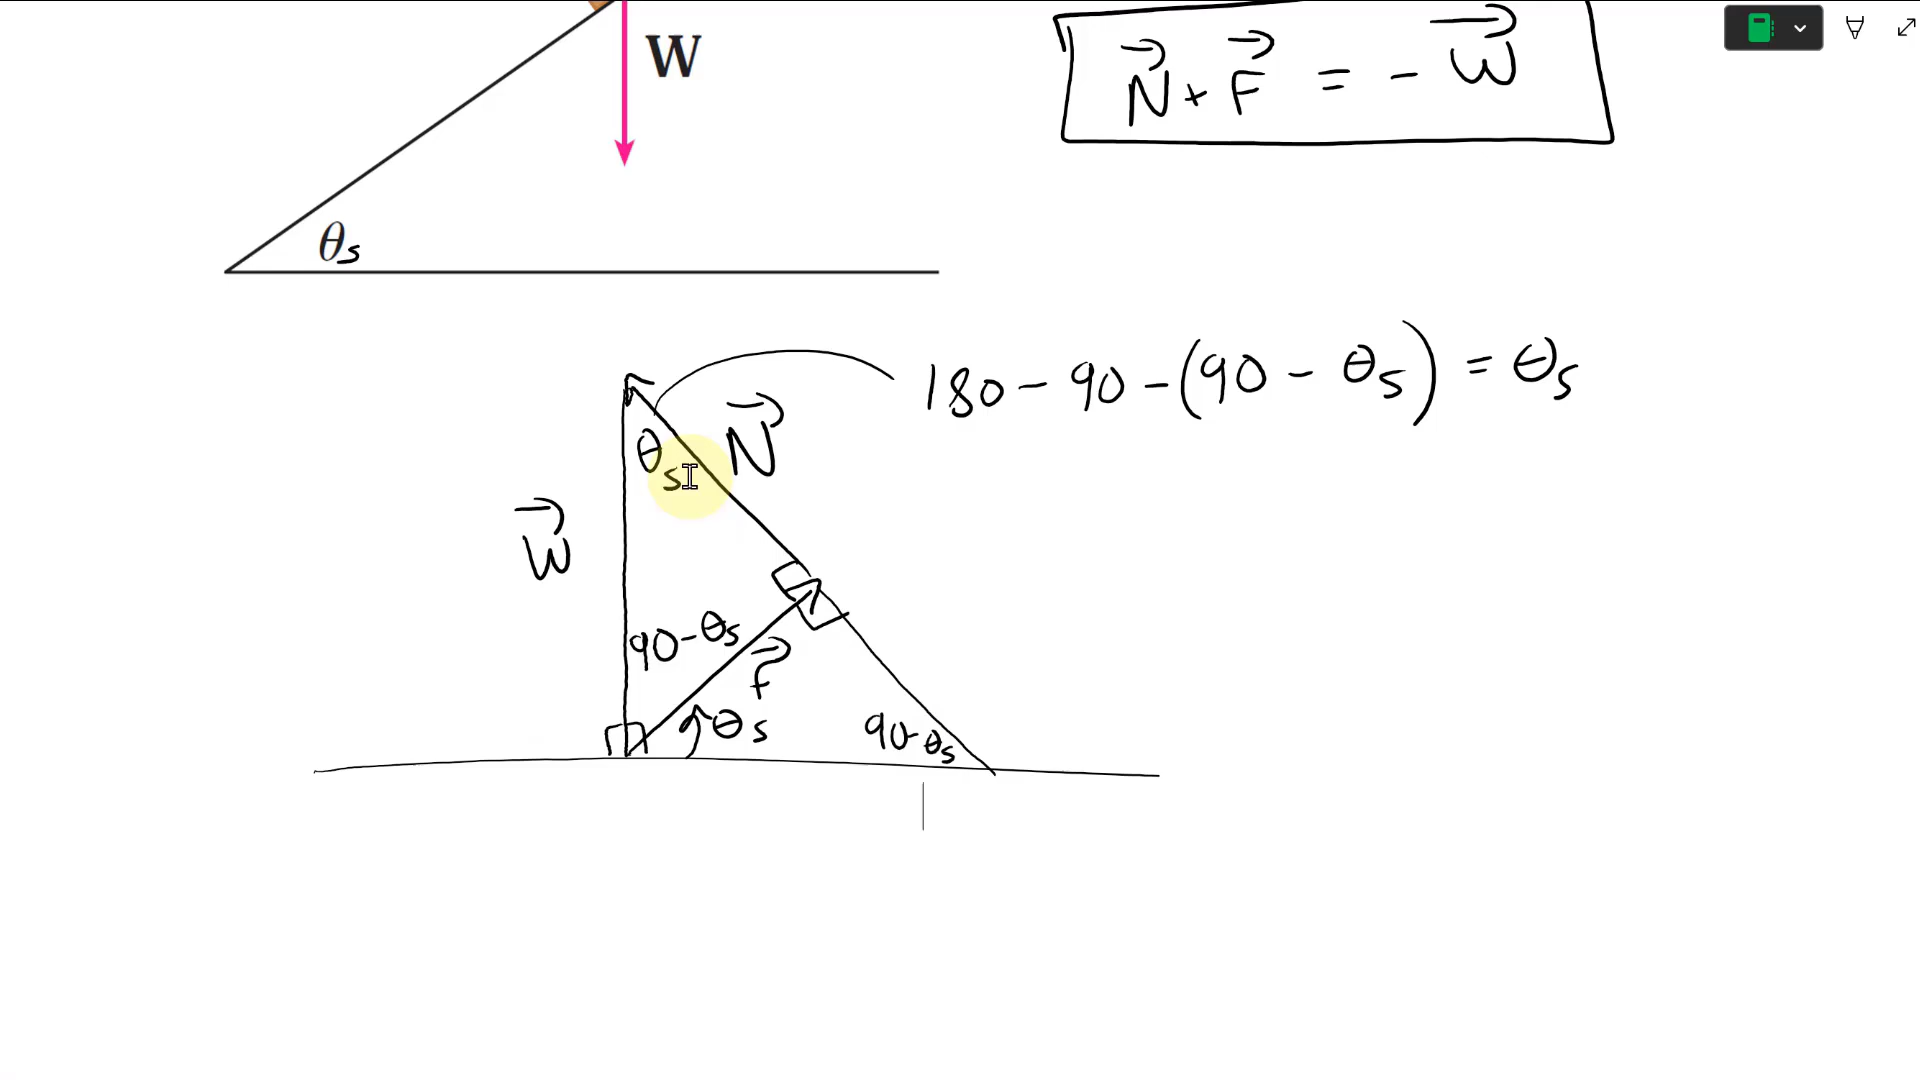 W
N⃗ + F⃗ = - W⃗
θs
180 - 90 - (90 - θs) = θs
θs
N⃗
W⃗
90-θs
F⃗
θs
90-θs